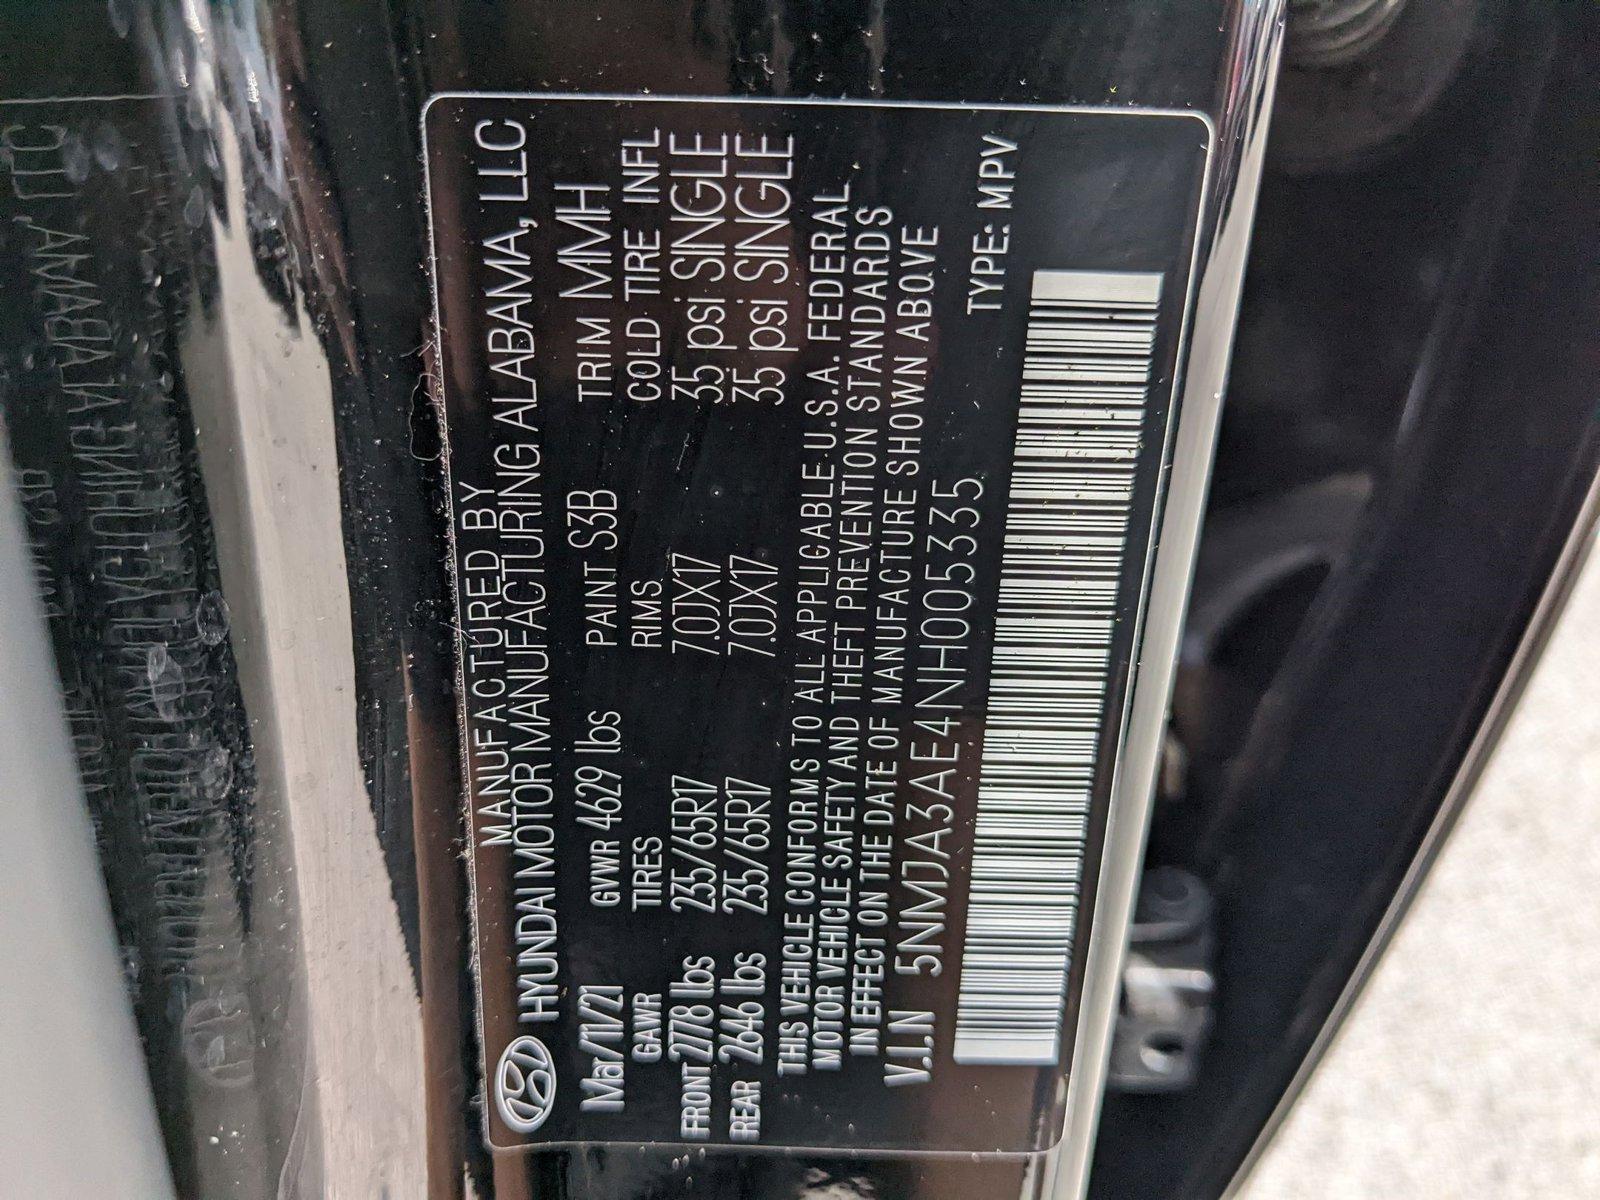 MANUFACTURED BY
HYUNDAI MOTOR MANUFACTURING ALABAMA, LLC
Mar/11/21 GVWR 4629 lbs PAINT S3B TRIM MMH
GAWR TIRES RIMS COLD TIRE INFL
FRONT 2778 lbs 235/65R17 7.0JX17 35 psi SINGLE
REAR 2646 lbs 235/65R17 7.0JX17 35 psi SINGLE
THIS VEHICLE CONFORMS TO ALL APPLICABLE U.S.A. FEDERAL
MOTOR VEHICLE SAFETY AND THEFT PREVENTION STANDARDS
IN EFFECT ON THE DATE OF MANUFACTURE SHOWN ABOVE
V.I.N 5NMJA3AE4NH005335 TYPE: MPV